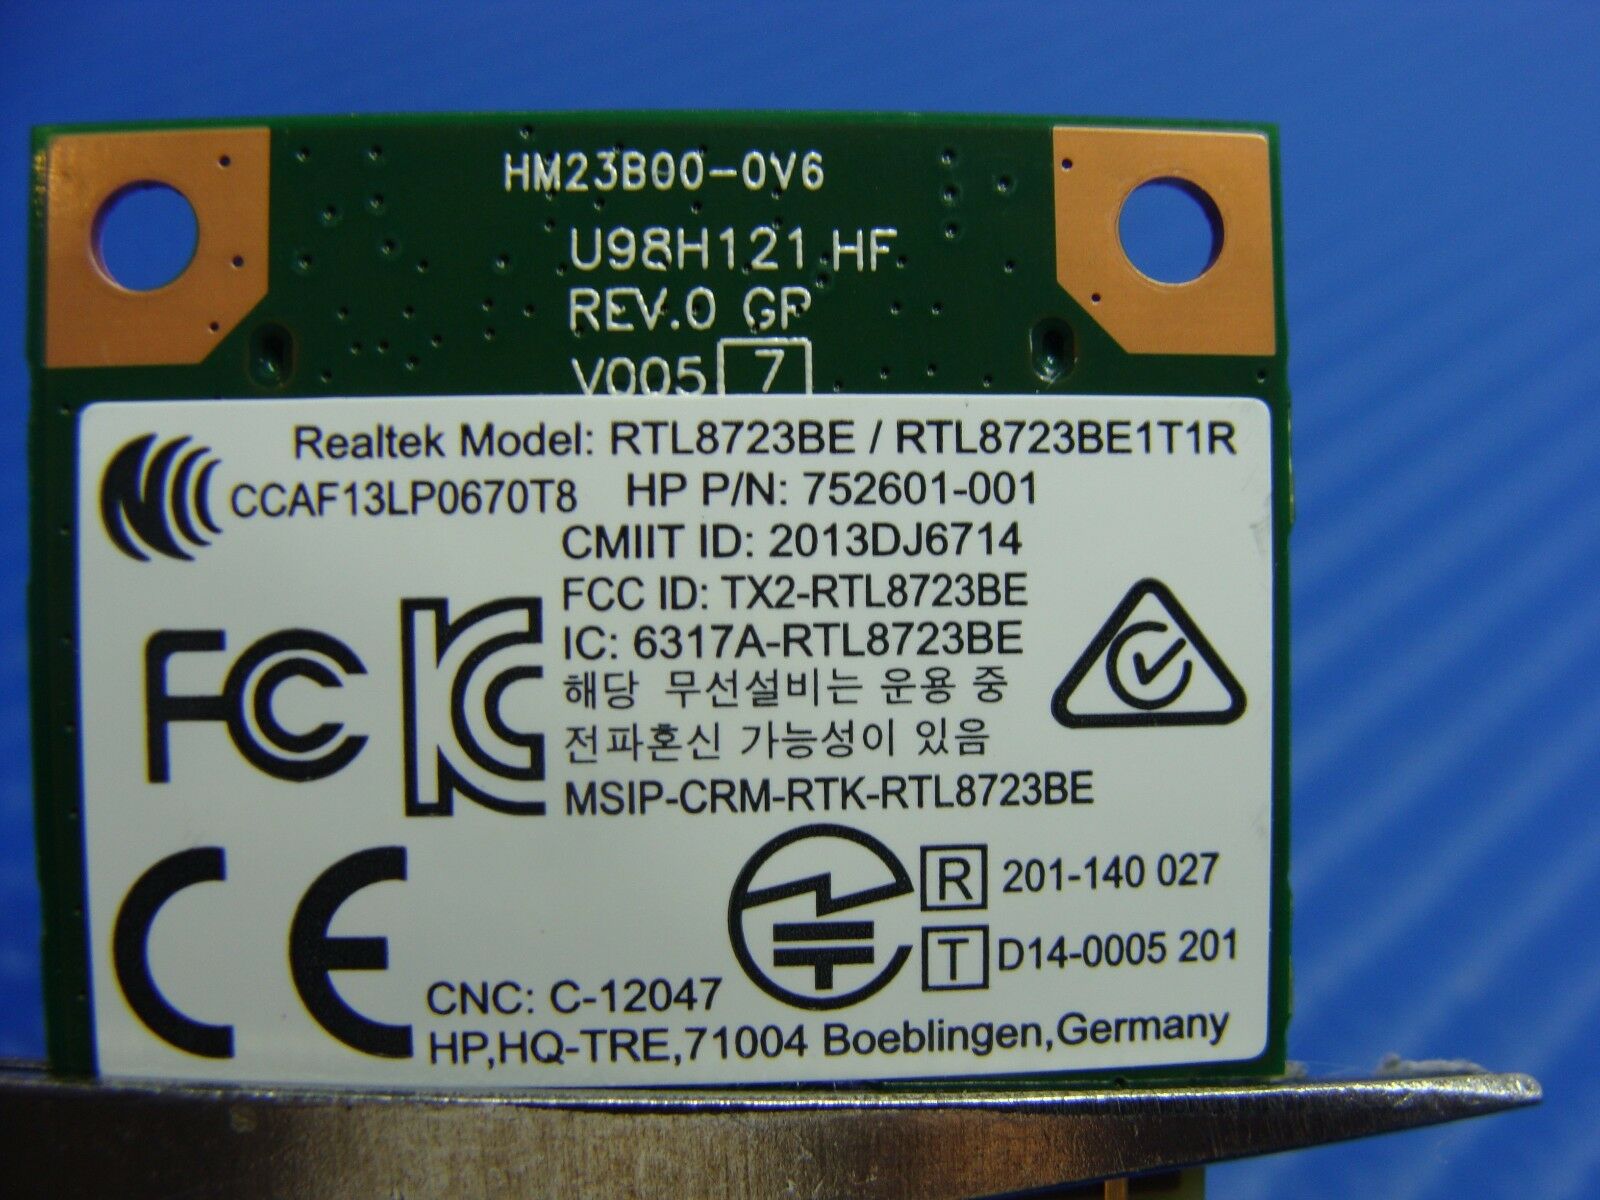 HM23B00-0V6
U98H121 HF
REV.0 GP
V005 7
Realtek Model: RTL8723BE / RTL8723BE1T1R
CCAF13LP0670T8 HP P/N: 752601-001
CMIIT ID: 2013DJ6714
FCC ID: TX2-RTL8723BE
IC: 6317A-RTL8723BE
해당 무선설비는 운용 중
전파혼신 가능성이 있음
MSIP-CRM-RTK-RTL8723BE
FC
CE
R 201-140 027
T D14-0005 201
CNC: C-12047
HP,HQ-TRE,71004 Boeblingen,Germany